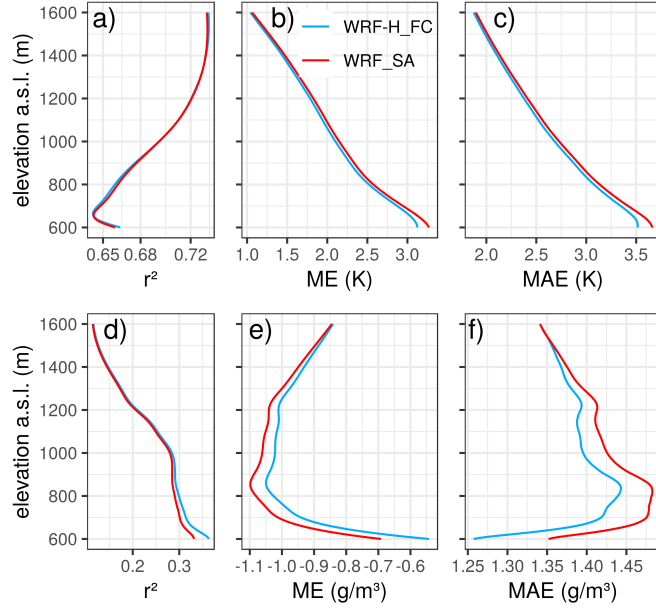 a)
b)
c)
WRF-H_FC
WRF_SA
elevation a.s.l. (m)
1600
1400
1200
1000
800
600
0.65 0.68 0.72
r²
1.0 1.5 2.0 2.5 3.0
ME (K)
2.0 2.5 3.0 3.5
MAE (K)
d)
e)
f)
elevation a.s.l. (m)
1600
1400
1200
1000
800
600
0.2 0.3
r²
-1.1 -1.0 -0.9 -0.8 -0.7 -0.6
ME (g/m³)
1.25 1.30 1.35 1.40 1.45
MAE (g/m³)